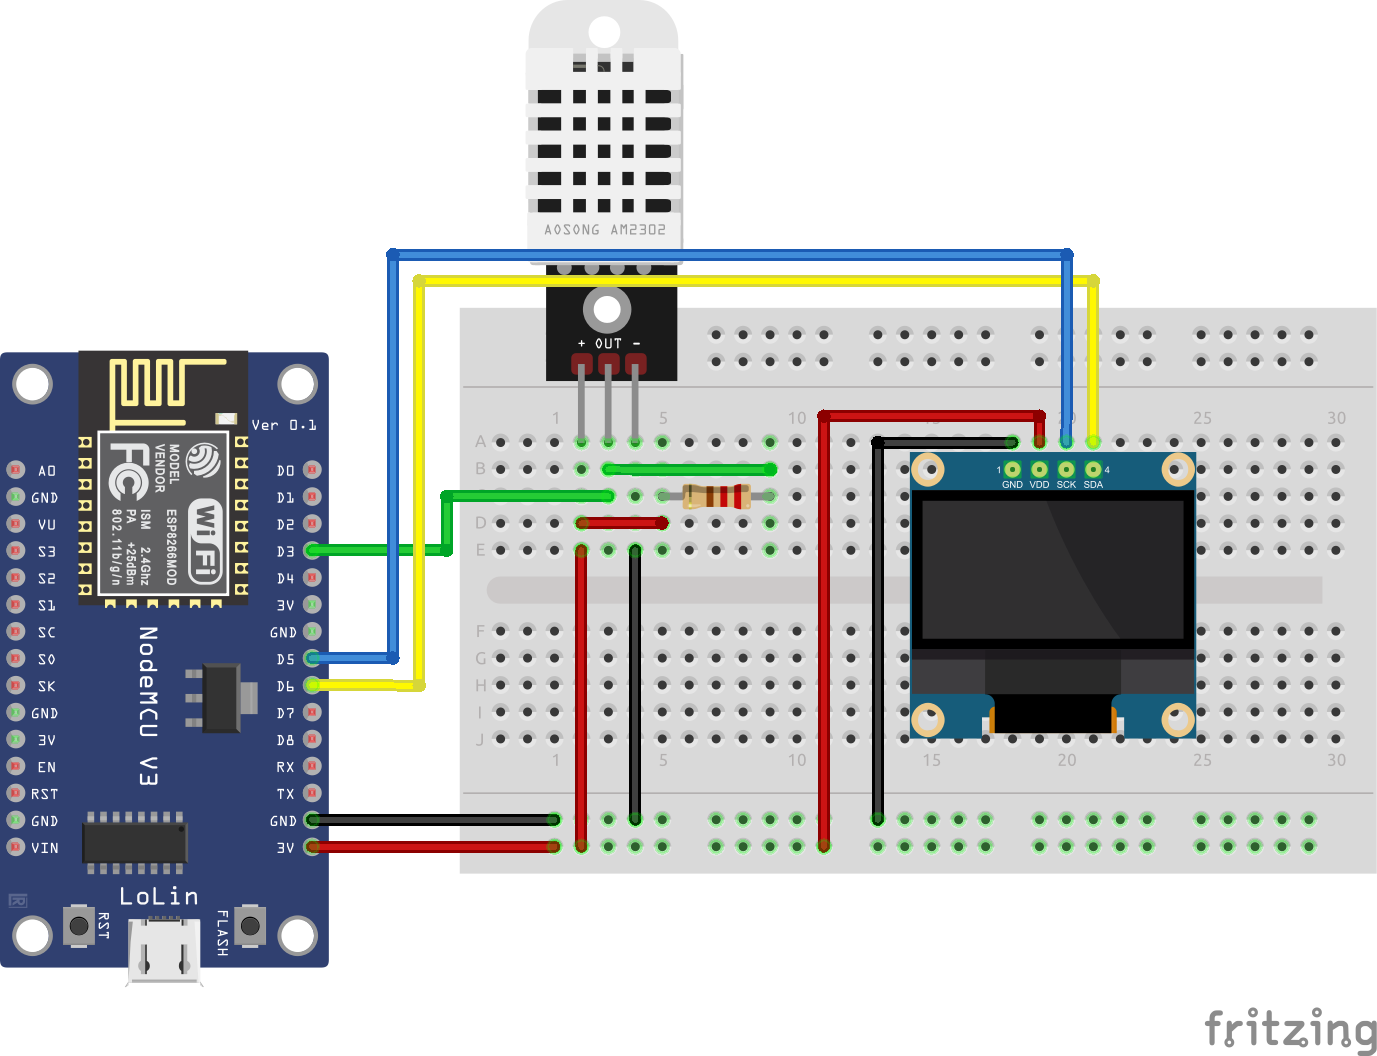 AOSONG AM2302
+ OUT -
Ver 0.1
MODEL
VENDOR
ESP8266MOD
FC
ISM 2.4GHz
PA +25dBm
802.11b/g/n
WiFi
A0
GND
VU
S3
S2
S1
SC
S0
SK
GND
3V
EN
RST
GND
VIN
D0
D1
D2
D3
D4
3V
GND
D5
D6
D7
D8
RX
TX
GND
3V
NodeMCU V3
LoLin
RST
FLASH
1 5 10 20 25 30
A
B
D
E
F
G
H
I
J
1 5 10 15 20 25 30
1 4
GND VDD SCK SDA
fritzing